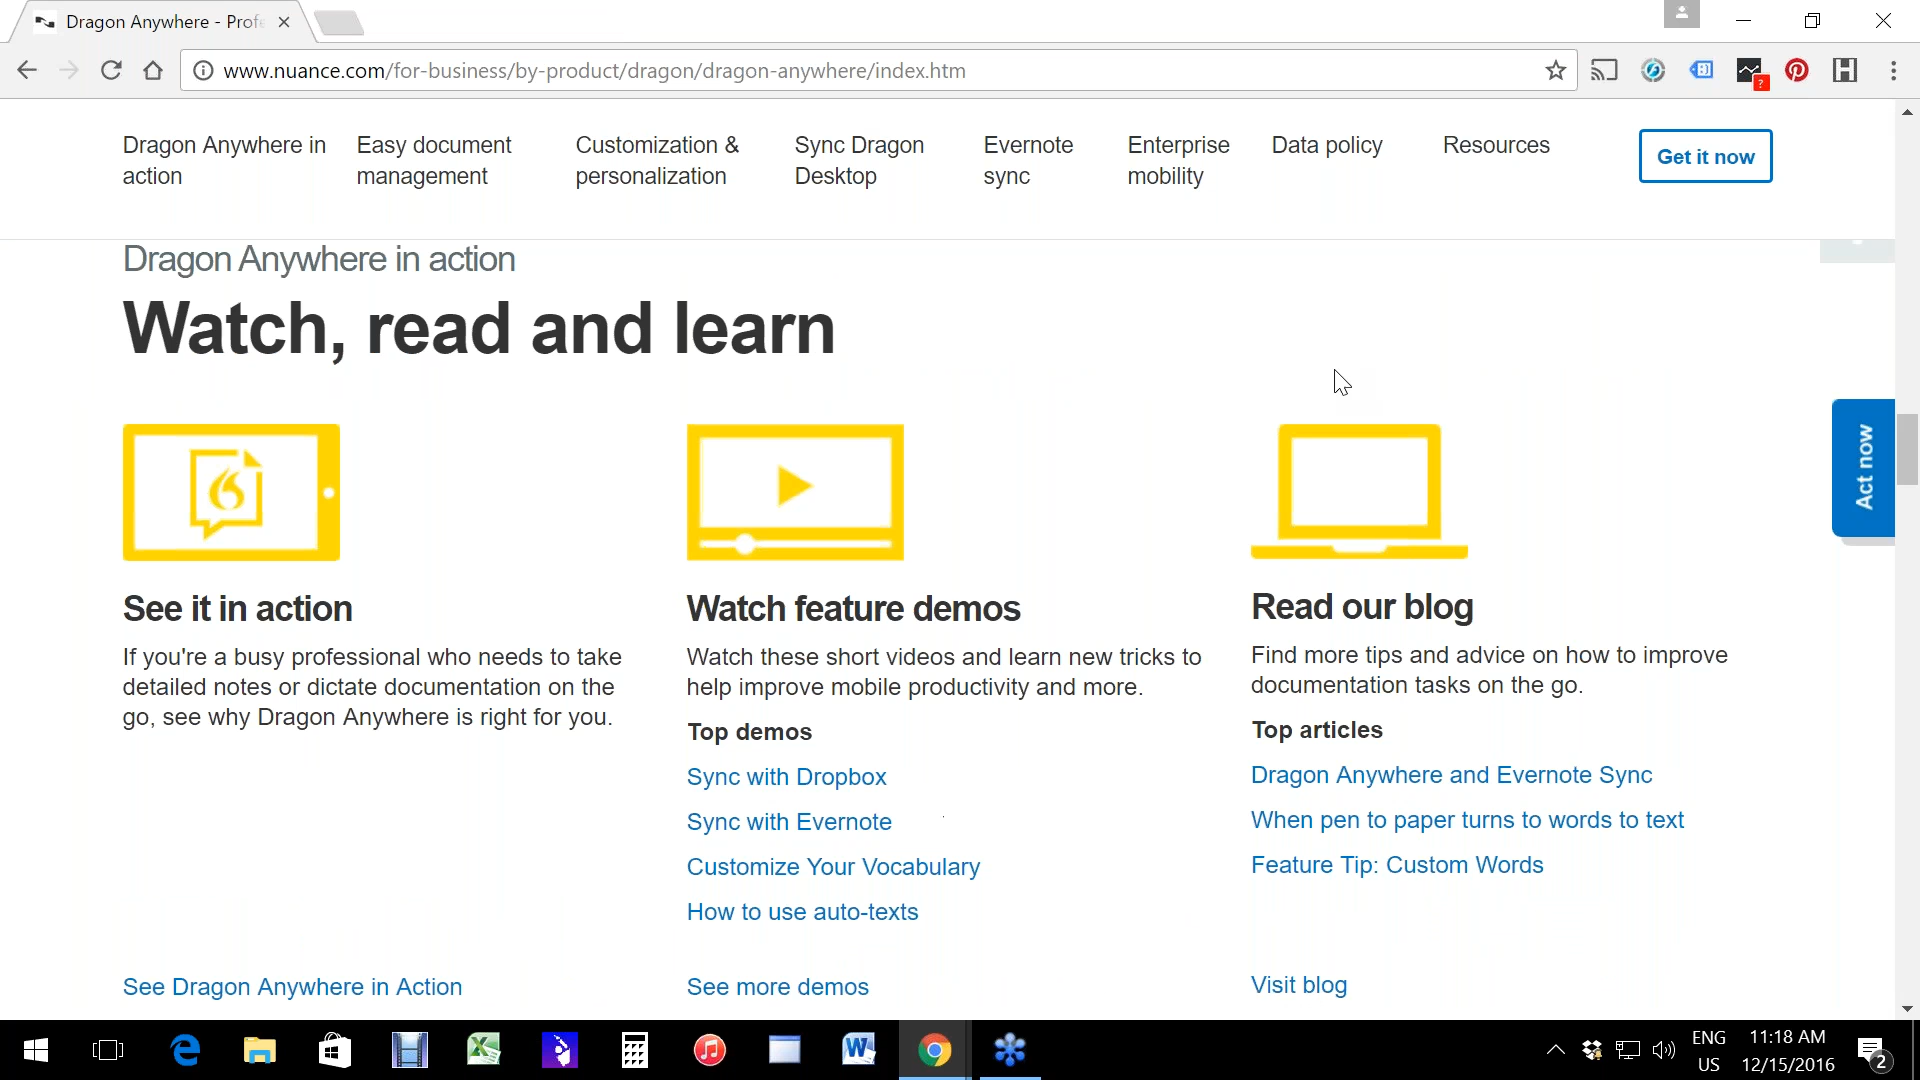 Dragon Anywhere - Prof
www.nuance.com/for-business/by-product/dragon/dragon-anywhere/index.htm
Dragon Anywhere in
action
Easy document
management
Customization &
personalization
Sync Dragon
Desktop
Evernote
sync
Enterprise
mobility
Data policy
Resources
Get it now
Dragon Anywhere in action
Watch, read and learn
Act now
See it in action
If you're a busy professional who needs to take
detailed notes or dictate documentation on the
go, see why Dragon Anywhere is right for you.
See Dragon Anywhere in Action
Watch feature demos
Watch these short videos and learn new tricks to
help improve mobile productivity and more.
Top demos
Sync with Dropbox
Sync with Evernote
Customize Your Vocabulary
How to use auto-texts
See more demos
Read our blog
Find more tips and advice on how to improve
documentation tasks on the go.
Top articles
Dragon Anywhere and Evernote Sync
When pen to paper turns to words to text
Feature Tip: Custom Words
Visit blog
ENG
US
11:18 AM
12/15/2016
2